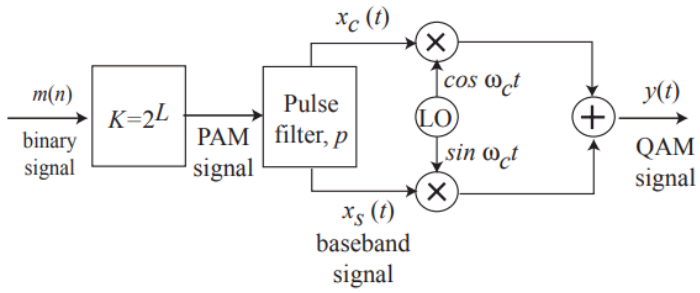 m(n)
binary
signal
K=2^L
PAM
signal
Pulse
filter, p
x_c (t)
x_s (t)
baseband
signal
cos ω_c t
LO
sin ω_c t
y(t)
QAM
signal